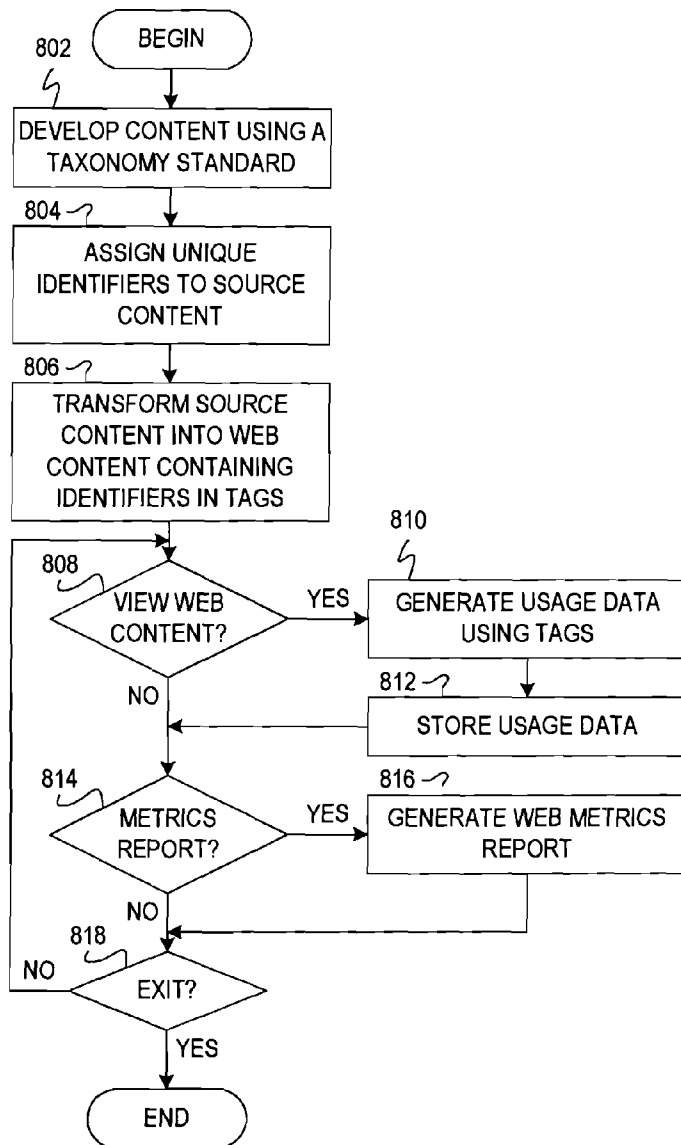 BEGIN
802
DEVELOP CONTENT USING A
TAXONOMY STANDARD
804
ASSIGN UNIQUE
IDENTIFIERS TO SOURCE
CONTENT
806
TRANSFORM SOURCE
CONTENT INTO WEB
CONTENT CONTAINING
IDENTIFIERS IN TAGS
808
VIEW WEB
CONTENT?
YES
810
GENERATE USAGE DATA
USING TAGS
NO
812
STORE USAGE DATA
814
METRICS
REPORT?
YES
816
GENERATE WEB METRICS
REPORT
NO
818
EXIT?
NO
YES
END